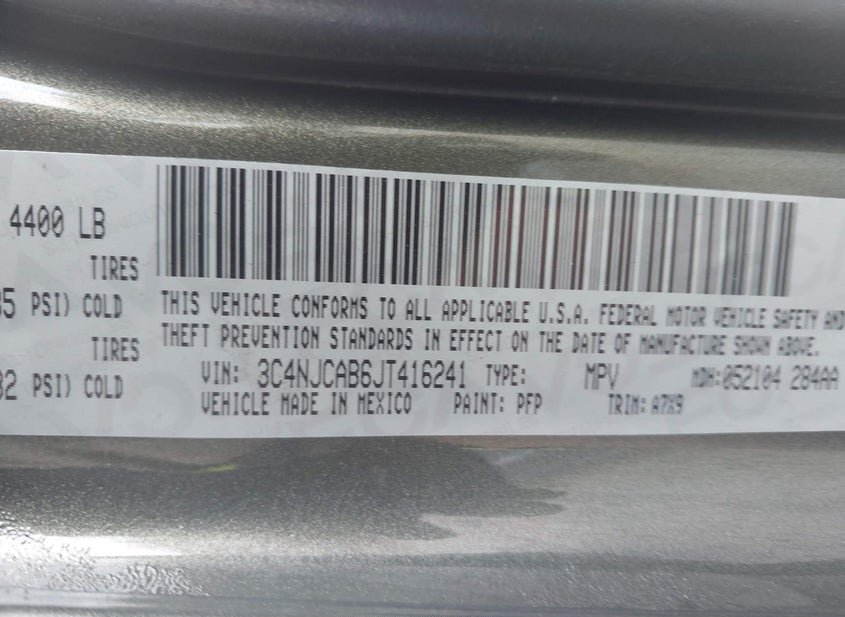 4400 LB
TIRES
35 PSI) COLD
TIRES
32 PSI) COLD
THIS VEHICLE CONFORMS TO ALL APPLICABLE U.S.A. FEDERAL MOTOR VEHICLE SAFETY AND
THEFT PREVENTION STANDARDS IN EFFECT ON THE DATE OF MANUFACTURE SHOWN ABOVE.
VIN: 3C4NJCAB6JT416241 TYPE: MPV MDH: 052104 284AA
VEHICLE MADE IN MEXICO PAINT: PFP TRIM: A7X9